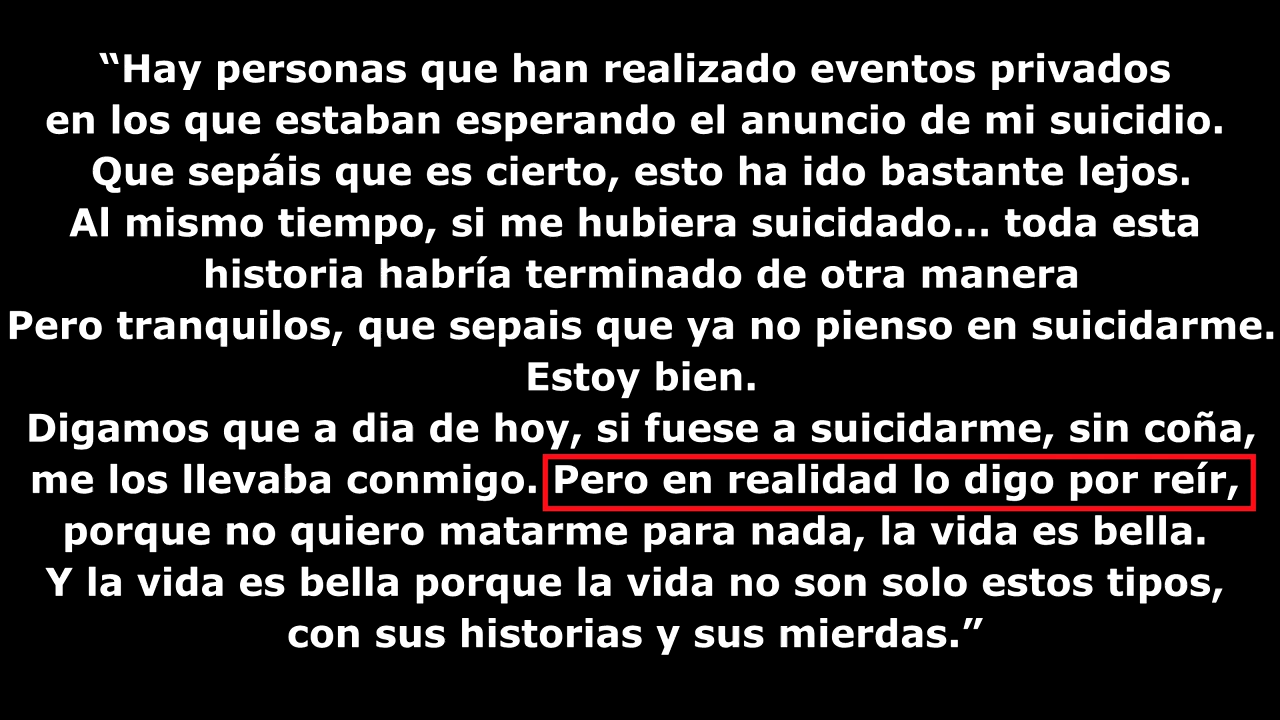 “Hay personas que han realizado eventos privados
en los que estaban esperando el anuncio de mi suicidio.
Que sepáis que es cierto, esto ha ido bastante lejos.
Al mismo tiempo, si me hubiera suicidado... toda esta
historia habría terminado de otra manera
Pero tranquilos, que sepais que ya no pienso en suicidarme.
Estoy bien.
Digamos que a dia de hoy, si fuese a suicidarme, sin coña,
me los llevaba conmigo. Pero en realidad lo digo por reír,
porque no quiero matarme para nada, la vida es bella.
Y la vida es bella porque la vida no son solo estos tipos,
con sus historias y sus mierdas.”